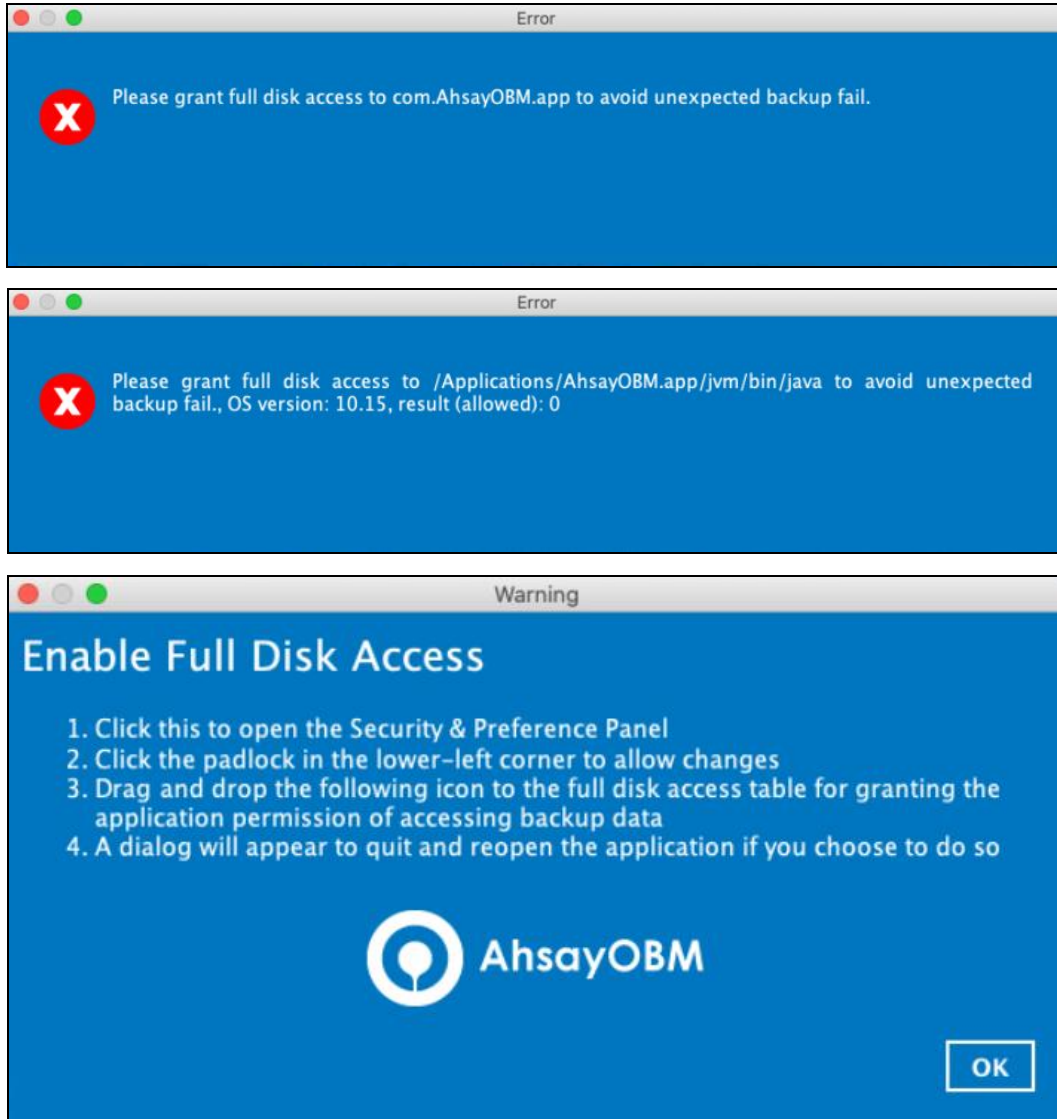 Error
Please grant full disk access to com.AhsayOBM.app to avoid unexpected backup fail.
Error
Please grant full disk access to /Applications/AhsayOBM.app/jvm/bin/java to avoid unexpected
backup fail., OS version: 10.15, result (allowed): 0
Warning
Enable Full Disk Access
1. Click this to open the Security & Preference Panel
2. Click the padlock in the lower-left corner to allow changes
3. Drag and drop the following icon to the full disk access table for granting the
application permission of accessing backup data
4. A dialog will appear to quit and reopen the application if you choose to do so
AhsayOBM
OK